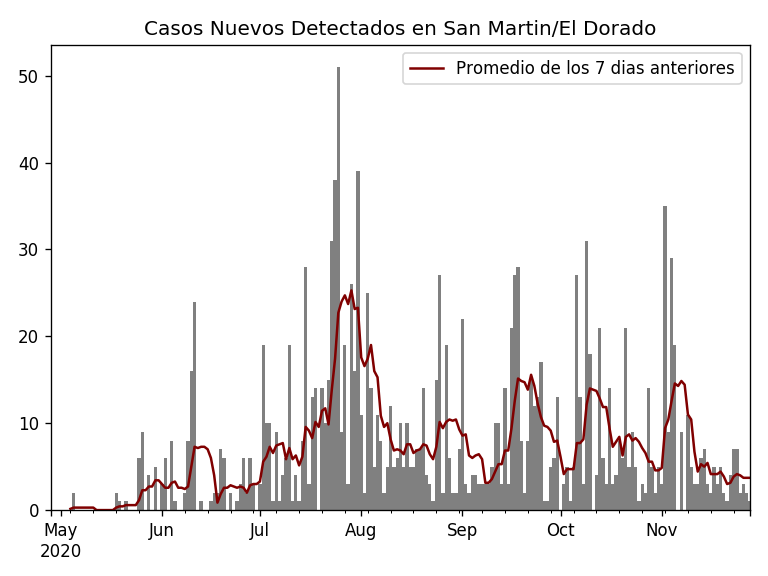 Casos Nuevos Detectados en San Martin/El Dorado
Promedio de los 7 dias anteriores
50
40
30
20
10
0
May Jun Jul Aug Sep Oct Nov
2020